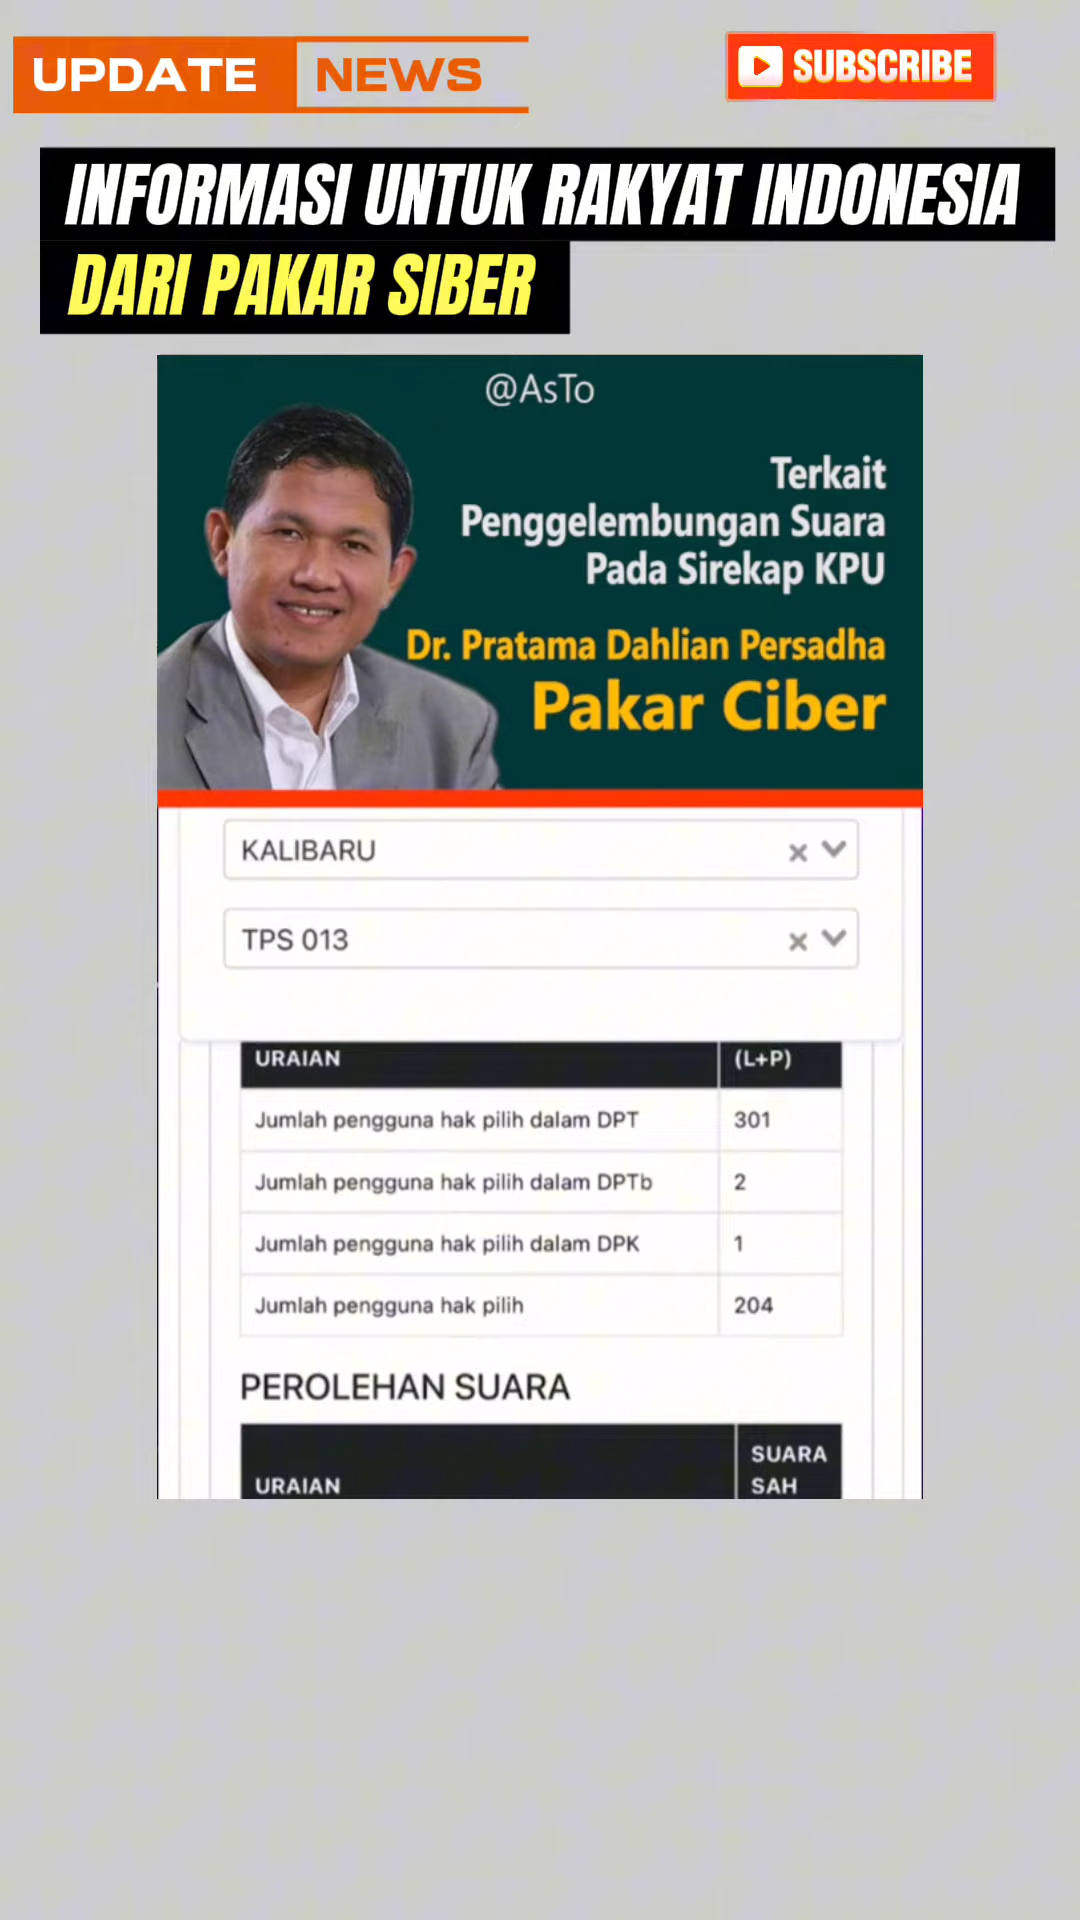 UPDATE NEWS
SUBSCRIBE
INFORMASI UNTUK RAKYAT INDONESIA
DARI PAKAR SIBER
@AsTo
Terkait
Penggelembungan Suara
Pada Sirekap KPU
Dr. Pratama Dahlian Persadha
Pakar Ciber
KALIBARU
TPS 013
URAIAN (L+P)
Jumlah pengguna hak pilih dalam DPT 301
Jumlah pengguna hak pilih dalam DPTb 2
Jumlah pengguna hak pilih dalam DPK 1
Jumlah pengguna hak pilih 204
PEROLEHAN SUARA
URAIAN SUARA
SAH